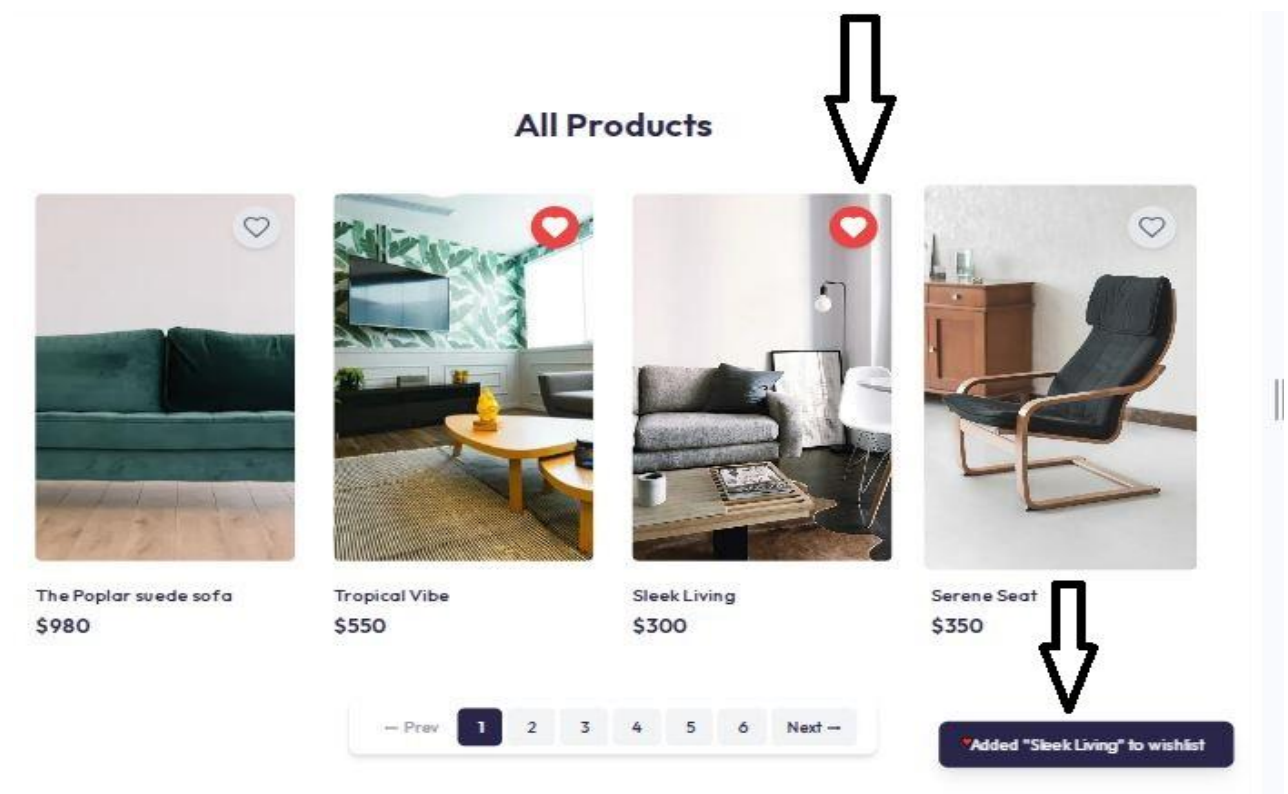 All Products
The Poplar suede sofa
$980
Tropical Vibe
$550
Sleek Living
$300
Serene Seat
$350
← Prev 1 2 3 4 5 6 Next →
♥Added "Sleek Living" to wishlist